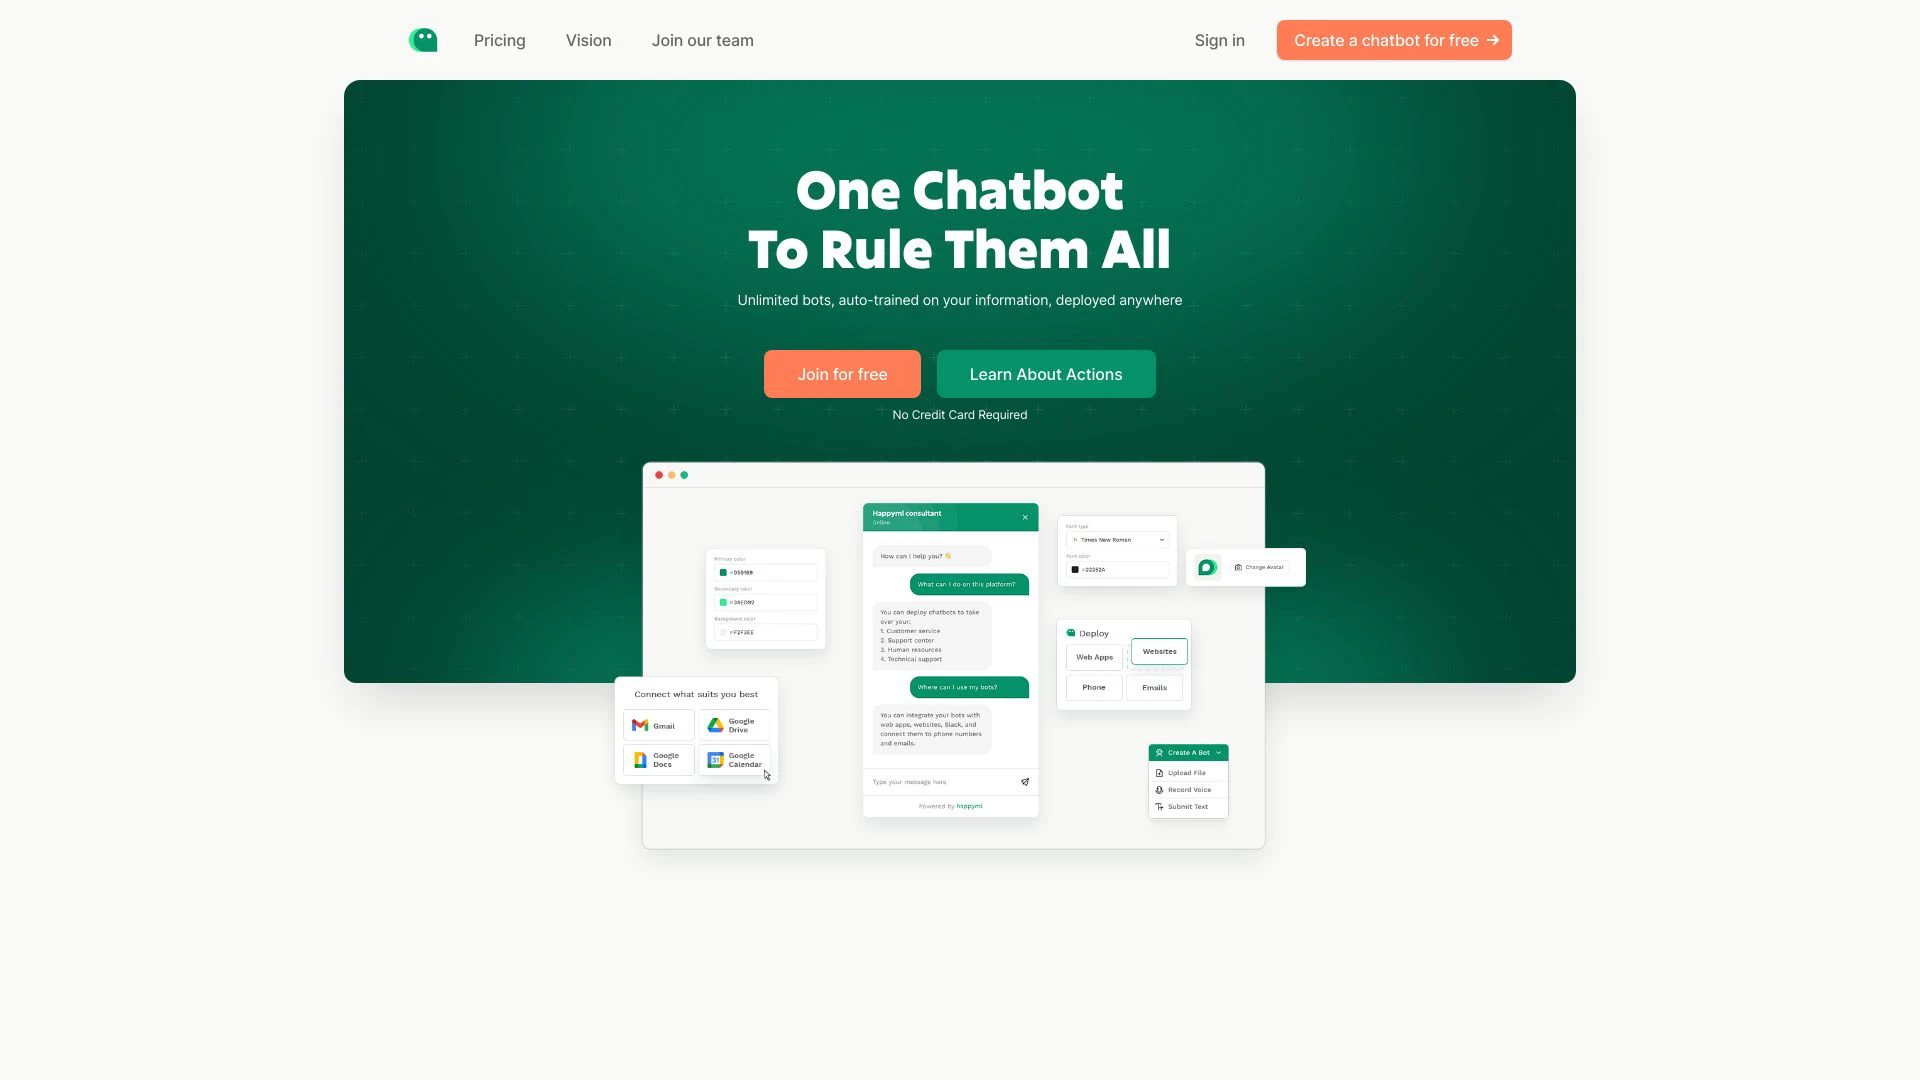 Pricing
Vision
Join our team
Sign in
Create a chatbot for free
One Chatbot
To Rule Them All
Unlimited bots, auto-trained on your information, deployed anywhere
Join for free
Learn About Actions
No Credit Card Required
Happyml consultant
Online
How can I help you? 👋
What can I do on this platform?
You can deploy chatbots to take
over your:
1. Customer service
2. Support center
3. Human resources
4. Technical support
Where can I use my bots?
You can integrate your bots with
web apps, websites, Slack, and
connect them to phone numbers
and emails.
Type your message here
Powered by happyml
Primary color
#059169
Secondary color
#34ED92
Background color
#F2F3EE
Connect what suits you best
Gmail
Google
Drive
Google
Docs
31
Google
Calendar
Font type
Times New Roman
Font color
#22252A
Change Avatar
Deploy
Web Apps
Websites
Phone
Emails
Create A Bot
Upload File
Record Voice
Submit Text